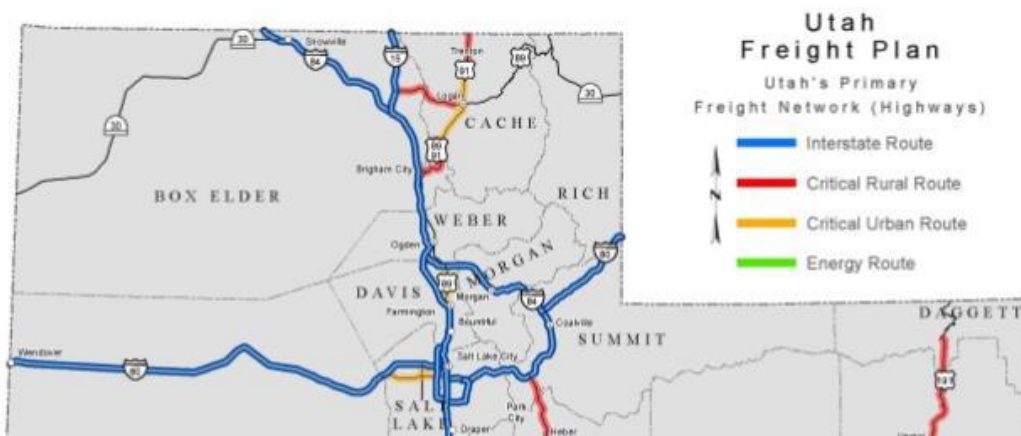 Utah
Freight Plan
Utah's Primary
Freight Network (Highways)
N
Interstate Route
Critical Rural Route
Critical Urban Route
Energy Route
30
Snowville
84
15
Trenton
91
89
30
Logan
CACHE
30
89
91
Brigham City
BOX ELDER
RICH
WEBER
Ogden
80
MORGAN
89
DAVIS
Morgan
84
Farmington
Bountiful
Coalville
SUMMIT
DAGGETT
Wendover
Salt Lake City
80
191
SALT
LAKE
Park
City
Draper
Heber